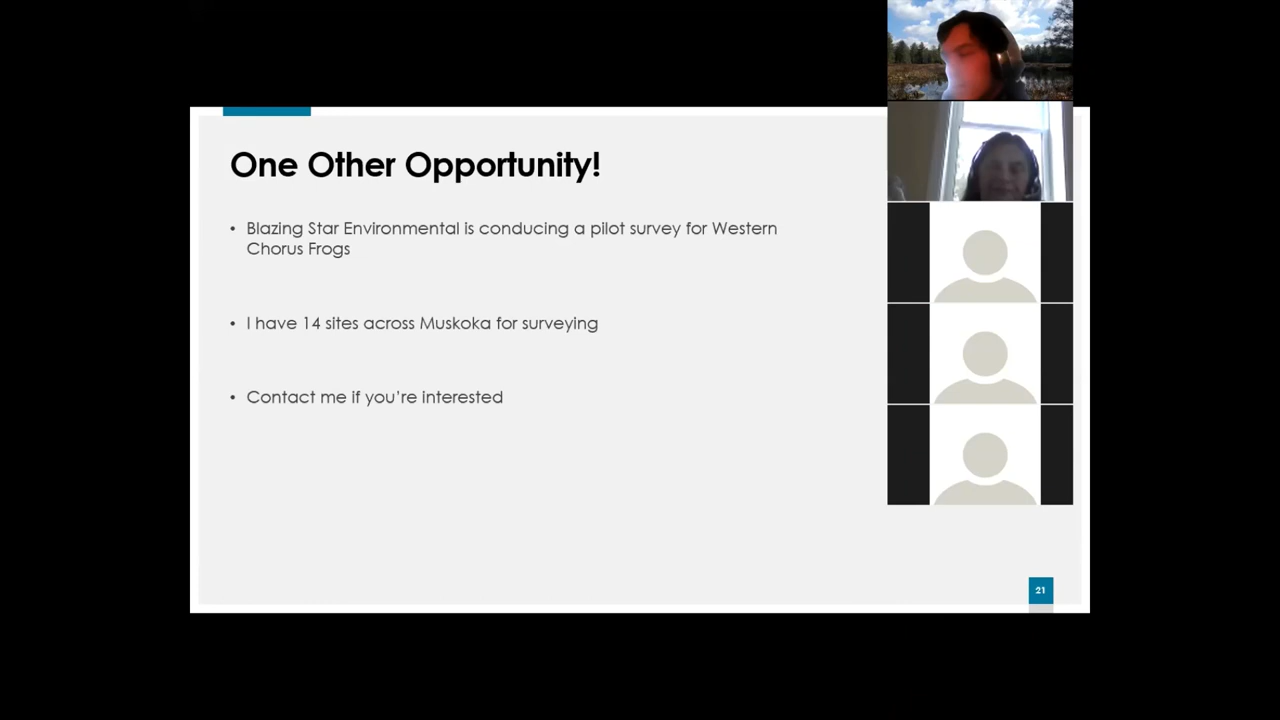 One Other Opportunity!
• Blazing Star Environmental is conducing a pilot survey for Western
Chorus Frogs
• I have 14 sites across Muskoka for surveying
• Contact me if you’re interested
21